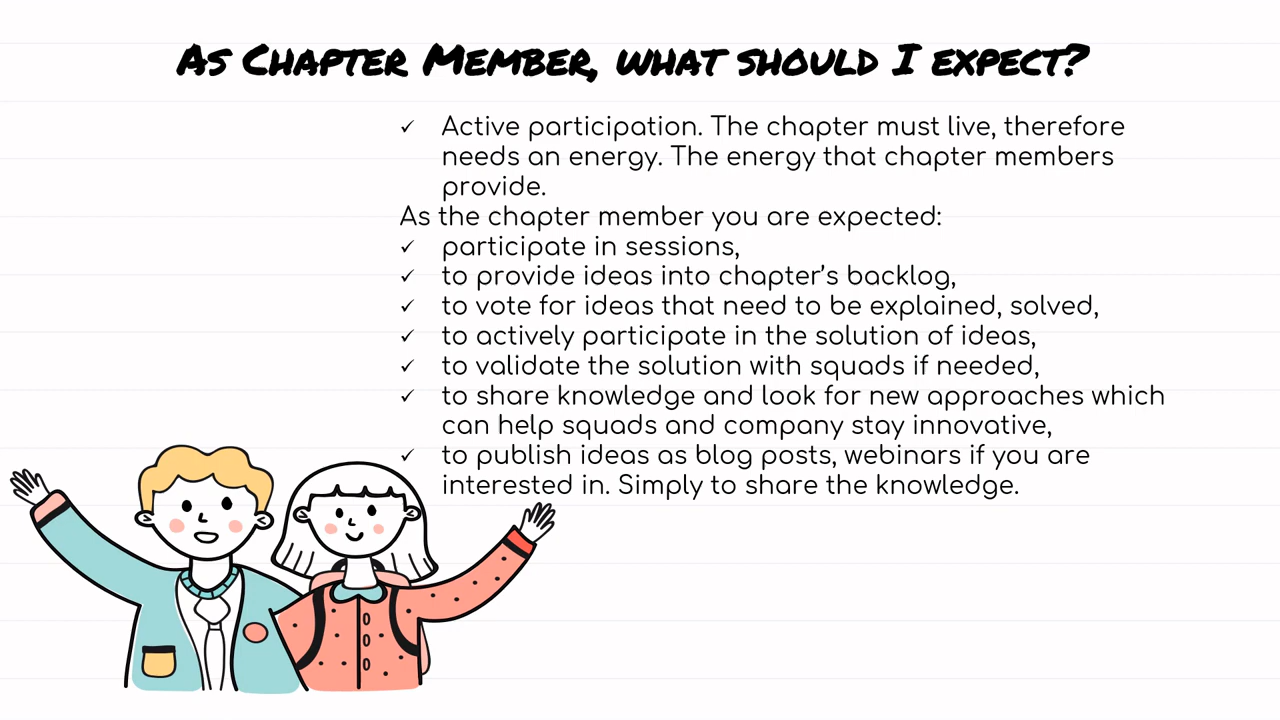 As Chapter Member, what should I expect?
✓ Active participation. The chapter must live, therefore
needs an energy. The energy that chapter members
provide.
As the chapter member you are expected:
✓ participate in sessions,
✓ to provide ideas into chapter's backlog,
✓ to vote for ideas that need to be explained, solved,
✓ to actively participate in the solution of ideas,
✓ to validate the solution with squads if needed,
✓ to share knowledge and look for new approaches which
can help squads and company stay innovative,
✓ to publish ideas as blog posts, webinars if you are
interested in. Simply to share the knowledge.